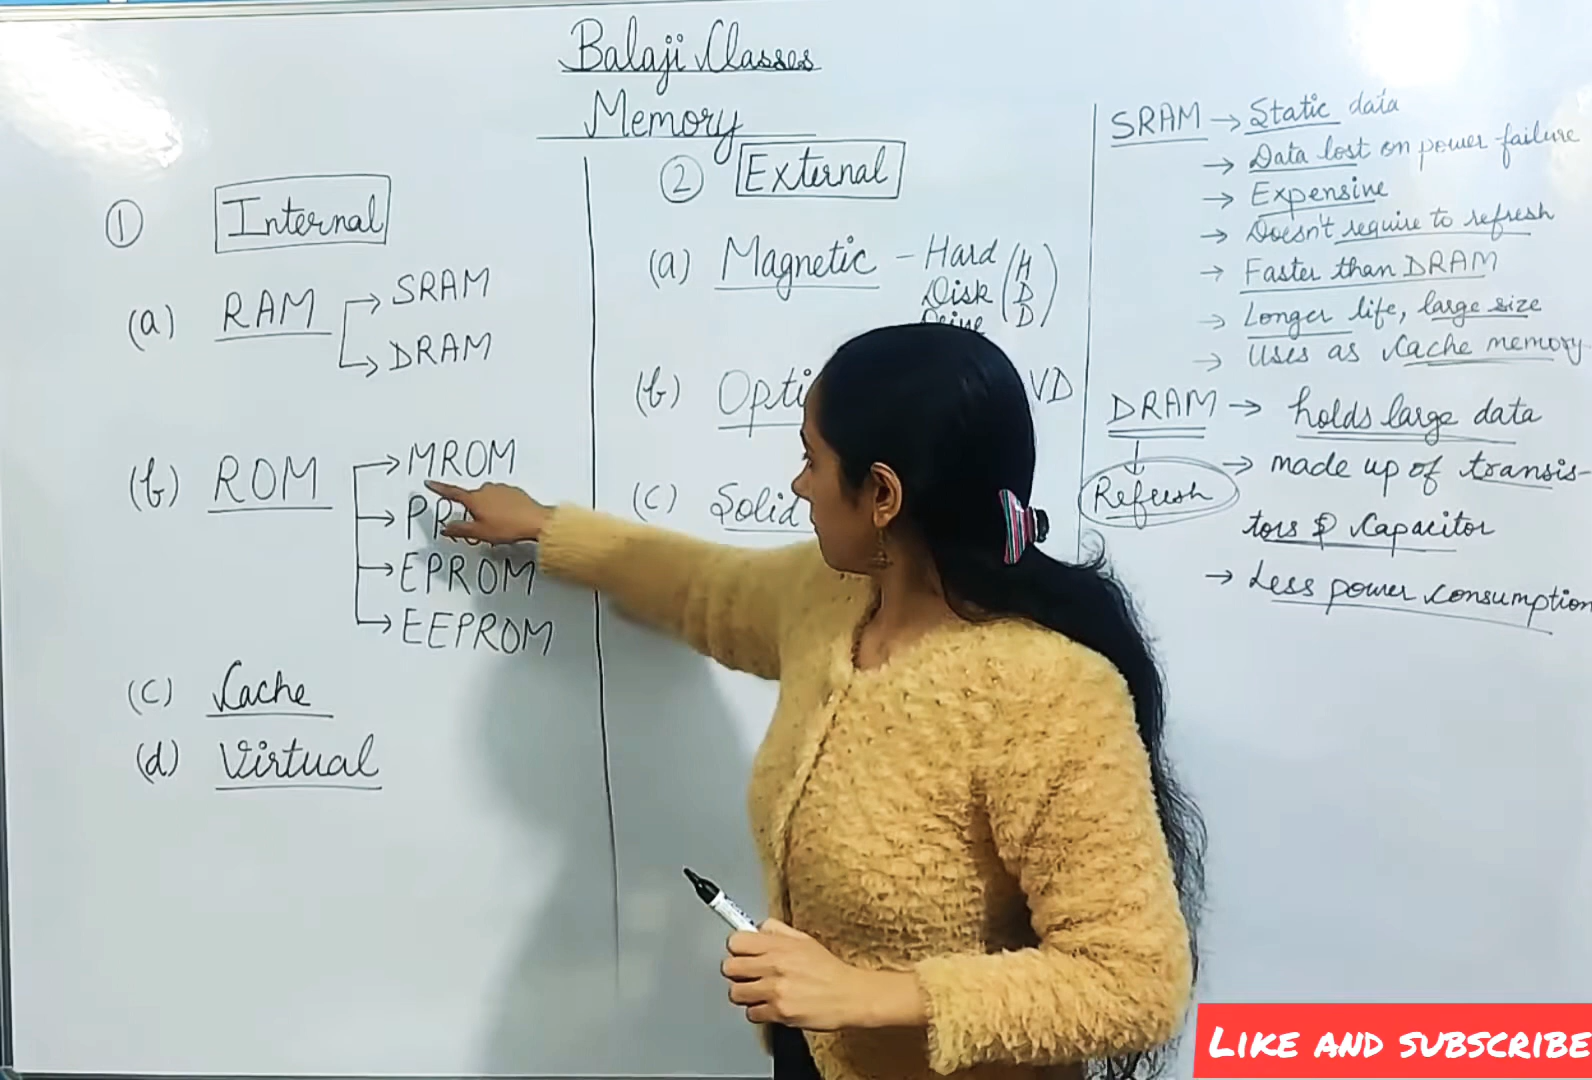 Balaji Classes
Memory
① Internal
(a) RAM → SRAM
→ DRAM
(b) ROM → MROM
→
→ EPROM
→ EEPROM
(c) Cache
(d) Virtual
② External
(a) Magnetic - Hard Disk (HDD)
(b)
(c) Solid
SRAM → Static data
→ Data lost on power failure
→ Expensive
→ Doesn't require to refresh
→ Faster than DRAM
→ Longer life, large size
→ Uses as Cache memory
DRAM → holds large data
Refresh
→ made up of transis-
tors & Capacitor
→ Less power consumption
LIKE AND SUBSCRIBE